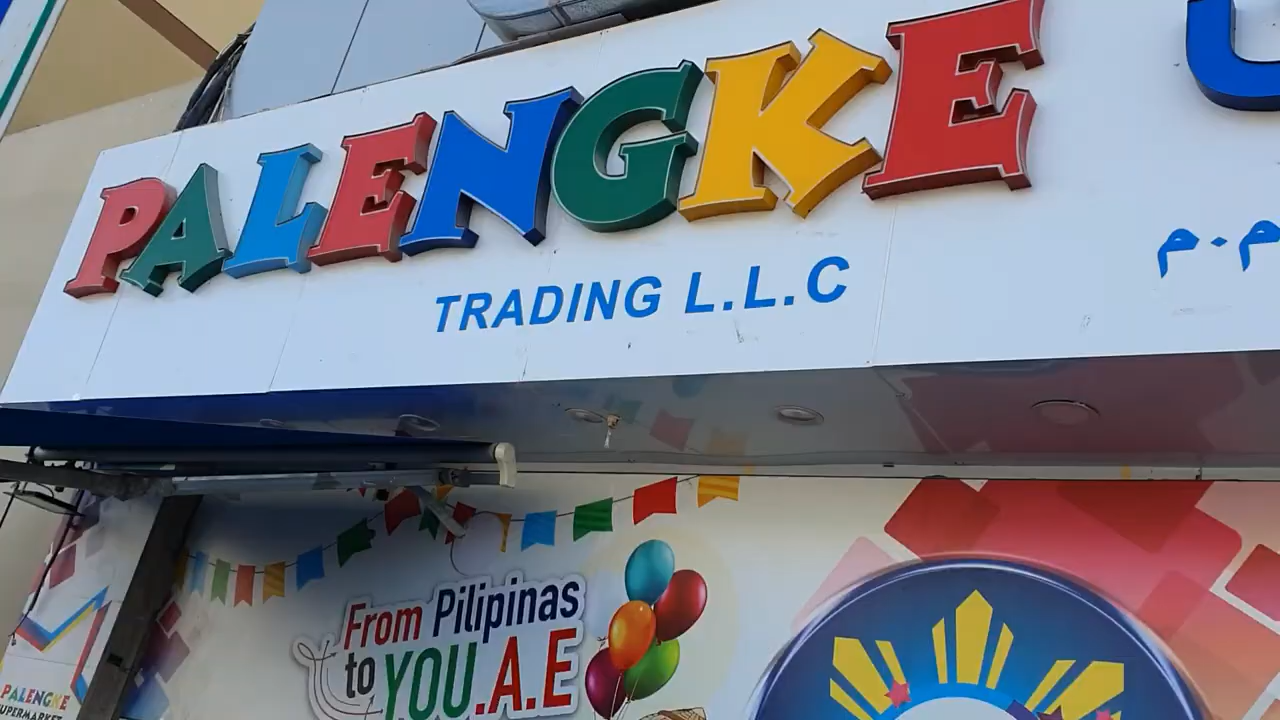 PALENGKE
TRADING L.L.C
م.م
From Pilipinas
to YOU.A.E
PALENGKE